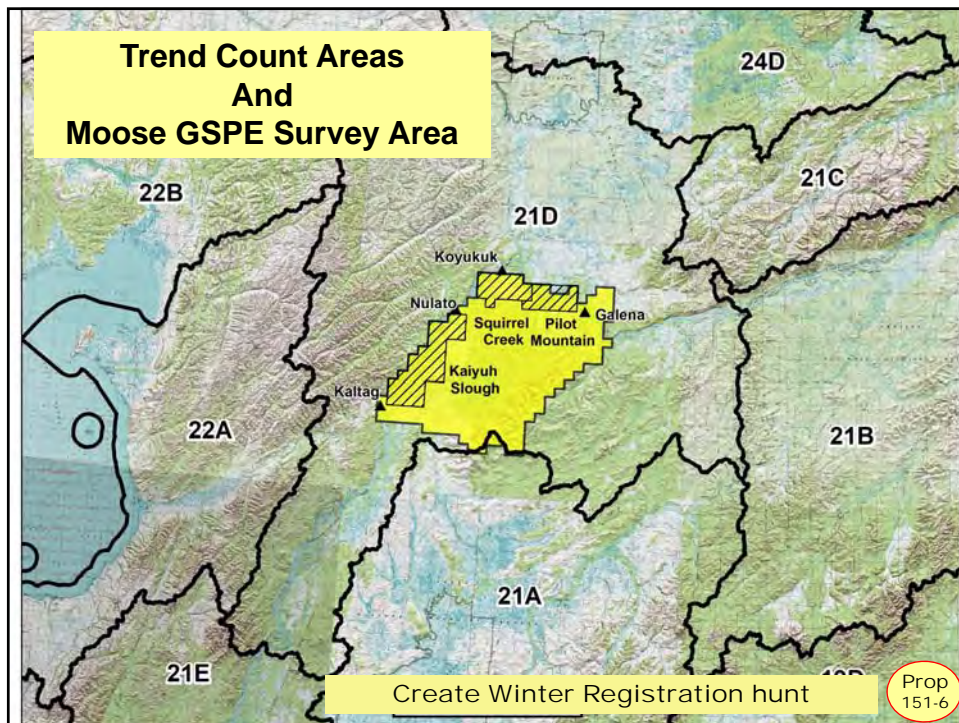 Trend Count Areas
And
Moose GSPE Survey Area
24D
22B
21C
21D
Koyukuk
Nulato
Galena
Squirrel
Creek
Pilot
Mountain
Kaiyuh
Slough
Kaltag
22A
21B
21A
21E
Create Winter Registration hunt
Prop
151-6